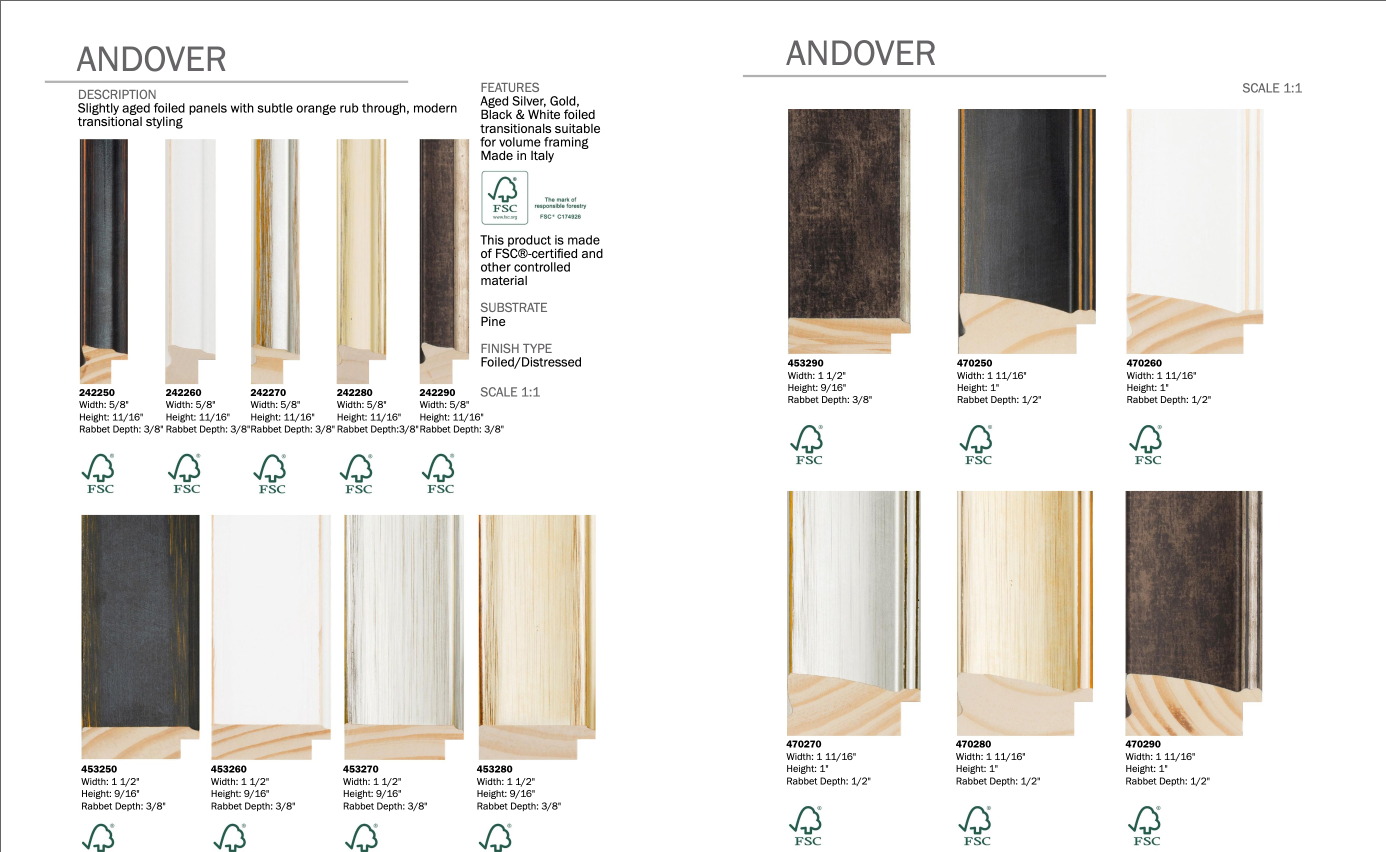 ANDOVER
DESCRIPTION
Slightly aged foiled panels with subtle orange rub through, modern
transitional styling
FEATURES
Aged Silver, Gold,
Black & White foiled
transitionals suitable
for volume framing
Made in Italy
FSC
www.fsc.org
The mark of
responsible forestry
FSC® C174928
This product is made
of FSC®-certified and
other controlled
material
SUBSTRATE
Pine
FINISH TYPE
Foiled/Distressed
SCALE 1:1
242250
Width: 5/8"
Height: 11/16"
Rabbet Depth: 3/8"
242260
Width: 5/8"
Height: 11/16"
Rabbet Depth: 3/8"
242270
Width: 5/8"
Height: 11/16"
Rabbet Depth: 3/8"
242280
Width: 5/8"
Height: 11/16"
Rabbet Depth:3/8"
242290
Width: 5/8"
Height: 11/16"
Rabbet Depth: 3/8"
FSC
FSC
FSC
FSC
FSC
453250
Width: 1 1/2"
Height: 9/16"
Rabbet Depth: 3/8"
453260
Width: 1 1/2"
Height: 9/16"
Rabbet Depth: 3/8"
453270
Width: 1 1/2"
Height: 9/16"
Rabbet Depth: 3/8"
453280
Width: 1 1/2"
Height: 9/16"
Rabbet Depth: 3/8"
ANDOVER
SCALE 1:1
453290
Width: 1 1/2"
Height: 9/16"
Rabbet Depth: 3/8"
470250
Width: 1 11/16"
Height: 1"
Rabbet Depth: 1/2"
470260
Width: 1 11/16"
Height: 1"
Rabbet Depth: 1/2"
FSC
FSC
FSC
470270
Width: 1 11/16"
Height: 1"
Rabbet Depth: 1/2"
470280
Width: 1 11/16"
Height: 1"
Rabbet Depth: 1/2"
470290
Width: 1 11/16"
Height: 1"
Rabbet Depth: 1/2"
FSC
FSC
FSC